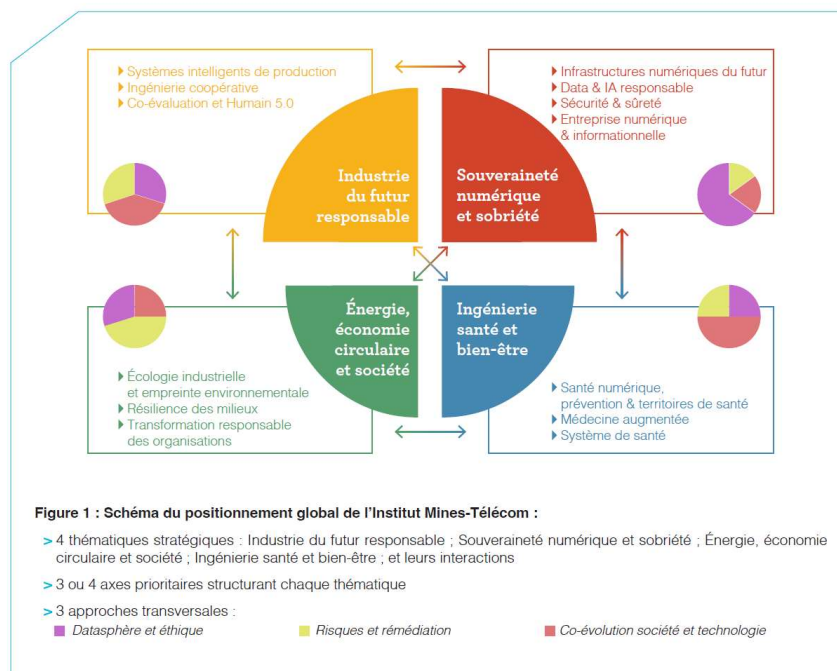 Systèmes intelligents de production
Ingénierie coopérative
Co-évaluation et Humain 5.0
Infrastructures numériques du futur
Data & IA responsable
Sécurité & sûreté
Entreprise numérique
& informationnelle
Industrie
du futur
responsable
Souveraineté
numérique
et sobriété
Énergie,
économie
circulaire
et société
Ingénierie
santé et
bien-être
Écologie industrielle
et empreinte environnementale
Résilience des milieux
Transformation responsable
des organisations
Santé numérique,
prévention & territoires de santé
Médecine augmentée
Système de santé
Figure 1 : Schéma du positionnement global de l'Institut Mines-Télécom :
> 4 thématiques stratégiques : Industrie du futur responsable ; Souveraineté numérique et sobriété ; Énergie, économie
circulaire et société ; Ingénierie santé et bien-être ; et leurs interactions
> 3 ou 4 axes prioritaires structurant chaque thématique
> 3 approches transversales :
Datasphère et éthique
Risques et rémédiation
Co-évolution société et technologie